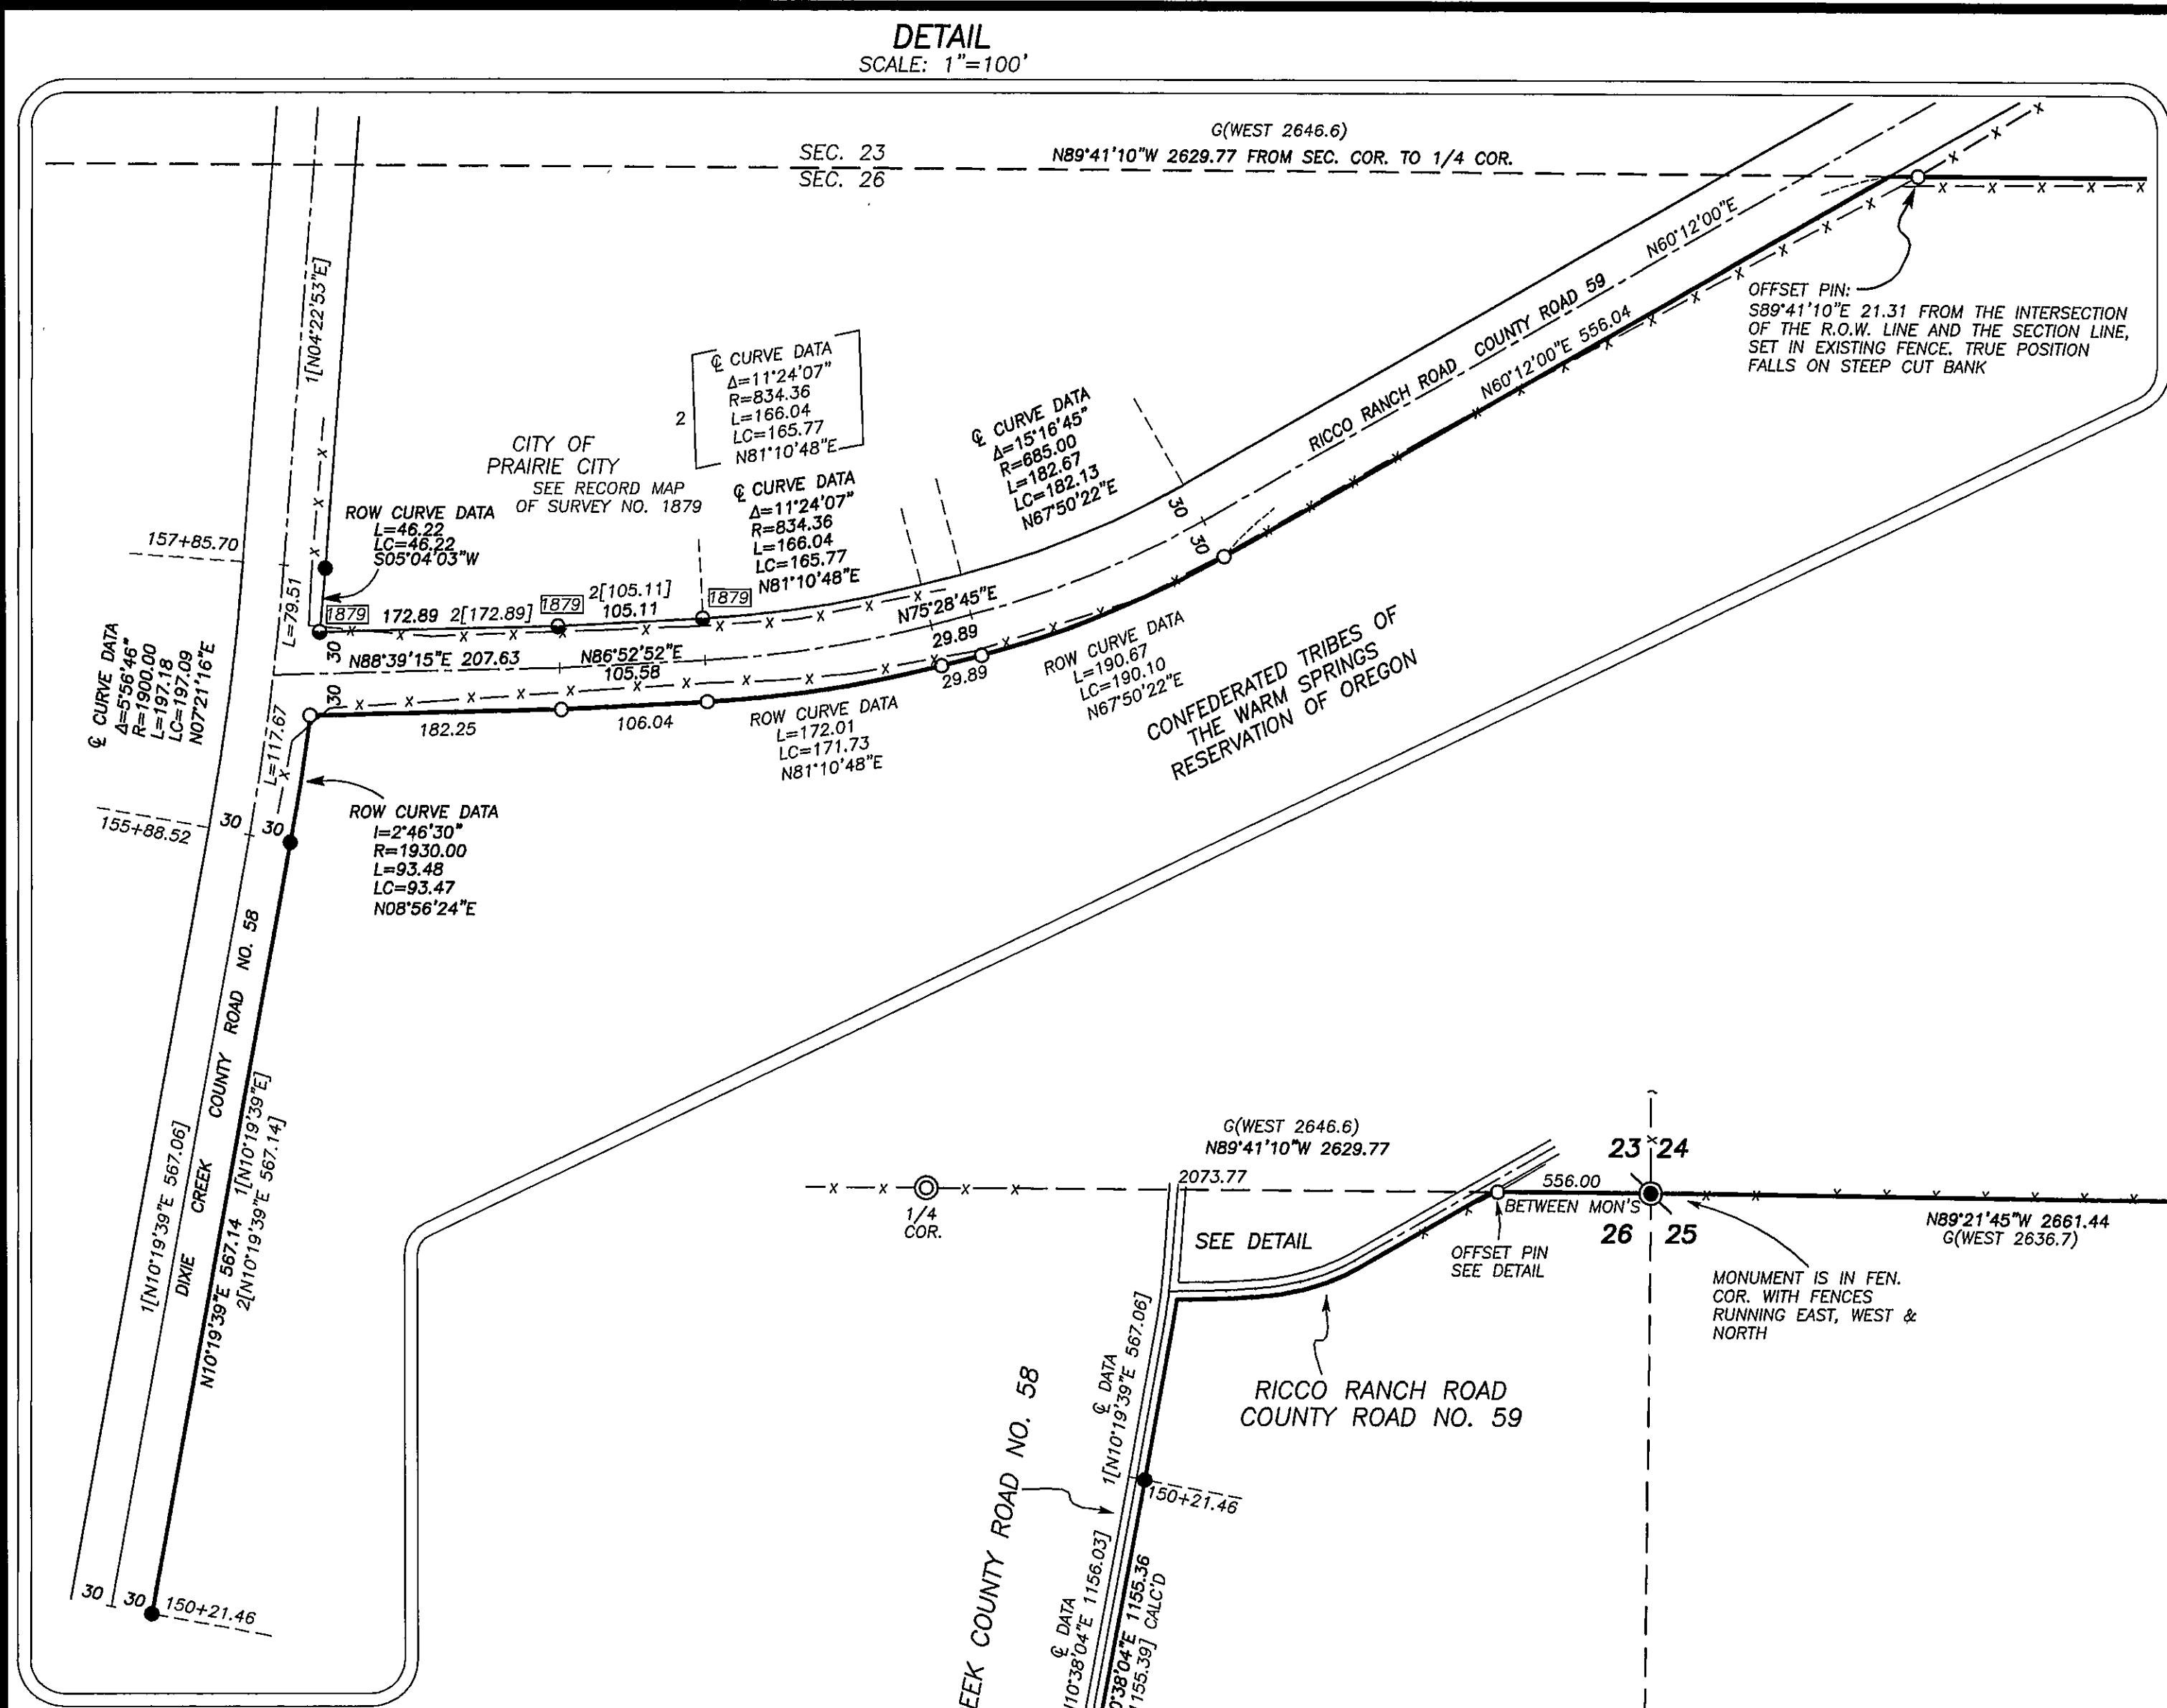 DETAIL
SCALE: 1"=100'
G(WEST 2646.6)
N89°41'10"W 2629.77 FROM SEC. COR. TO 1/4 COR.
SEC. 23
SEC. 26
1[N04°22'53"E]
N60°12'00"E
RICCO RANCH ROAD COUNTY ROAD 59
N60°12'00"E 556.04
OFFSET PIN:
S89°41'10"E 21.31 FROM THE INTERSECTION
OF THE R.O.W. LINE AND THE SECTION LINE,
SET IN EXISTING FENCE. TRUE POSITION
FALLS ON STEEP CUT BANK
2
℄ CURVE DATA
Δ=11°24'07"
R=834.36
L=166.04
LC=165.77
N81°10'48"E
℄ CURVE DATA
Δ=15°16'45"
R=685.00
L=182.67
LC=182.13
N67°50'22"E
CITY OF
PRAIRIE CITY
SEE RECORD MAP
OF SURVEY NO. 1879
℄ CURVE DATA
Δ=11°24'07"
R=834.36
L=166.04
LC=165.77
N81°10'48"E
ROW CURVE DATA
L=46.22
LC=46.22
S05°04'03"W
157+85.70
L=79.51
1879
172.89 2[172.89]
1879
2[105.11]
105.11
1879
30
30
30
N88°39'15"E 207.63
N86°52'52"E
105.58
N75°28'45"E
29.89
29.89
30
182.25
106.04
ROW CURVE DATA
L=172.01
LC=171.73
N81°10'48"E
ROW CURVE DATA
L=190.67
LC=190.10
N67°50'22"E
CONFEDERATED TRIBES OF
THE WARM SPRINGS
RESERVATION OF OREGON
℄ CURVE DATA
Δ=5°56'46"
R=1900.00
L=197.18
LC=197.09
N07°21'16"E
L=117.67
155+88.52
30
30
ROW CURVE DATA
I=2°46'30"
R=1930.00
L=93.48
LC=93.47
N08°56'24"E
1[N10°19'39"E 567.06]
DIXIE CREEK COUNTY ROAD NO. 58
N10°19'39"E 567.14 1[N10°19'39"E]
2[N10°19'39"E 567.14]
30
30
150+21.46
G(WEST 2646.6)
N89°41'10"W 2629.77
2073.77
1/4
COR.
SEE DETAIL
556.00
BETWEEN MON'S
OFFSET PIN
SEE DETAIL
23 24
26 25
N89°21'45"W 2661.44
G(WEST 2636.7)
MONUMENT IS IN FEN.
COR. WITH FENCES
RUNNING EAST, WEST &
NORTH
RICCO RANCH ROAD
COUNTY ROAD NO. 59
℄ DATA
1[N10°19'39"E 567.06]
150+21.46
EEK COUNTY ROAD NO. 58
℄ DATA
N10°38'04"E 1156.03]
0°38'04"E 1155.36
1155.39] CALC'D